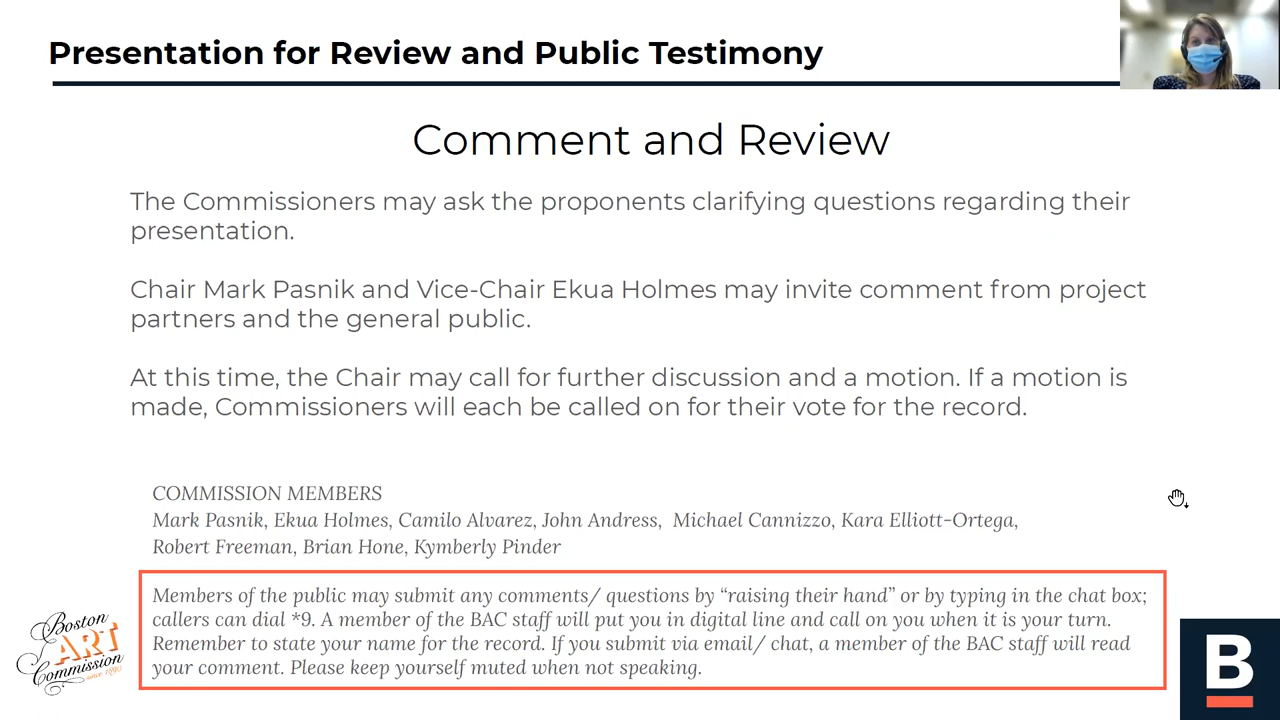 Presentation for Review and Public Testimony
Comment and Review
The Commissioners may ask the proponents clarifying questions regarding their
presentation.
Chair Mark Pasnik and Vice-Chair Ekua Holmes may invite comment from project
partners and the general public.
At this time, the Chair may call for further discussion and a motion. If a motion is
made, Commissioners will each be called on for their vote for the record.
COMMISSION MEMBERS
Mark Pasnik, Ekua Holmes, Camilo Alvarez, John Andress, Michael Cannizzo, Kara Elliott-Ortega,
Robert Freeman, Brian Hone, Kymberly Pinder
Members of the public may submit any comments/ questions by “raising their hand” or by typing in the chat box;
callers can dial *9. A member of the BAC staff will put you in digital line and call on you when it is your turn.
Remember to state your name for the record. If you submit via email/ chat, a member of the BAC staff will read
your comment. Please keep yourself muted when not speaking.
Boston
ART
Commission
since 1890
B